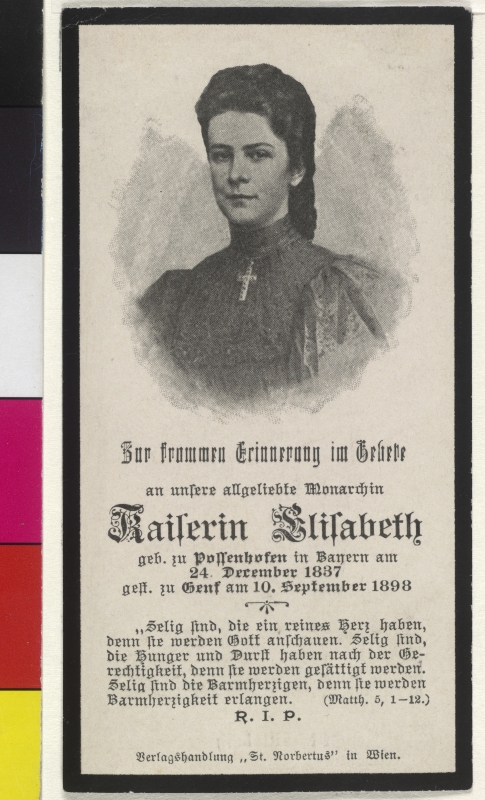 Zur frommen Erinnerung im Gebete
an unsere allgeliebte Monarchin
Kaiserin Elisabeth
geb. zu Possenhofen in Bayern am
24. December 1837
gest. zu Genf am 10. September 1898
„Selig sind, die ein reines Herz haben,
denn sie werden Gott anschauen. Selig sind,
die Hunger und Durst haben nach der Ge-
rechtigkeit, denn sie werden gesättigt werden.
Selig sind die Barmherzigen, denn sie werden
Barmherzigkeit erlangen. (Matth. 5, 1–12.)
R. I. P.
Verlagshandlung „St. Norbertus" in Wien.